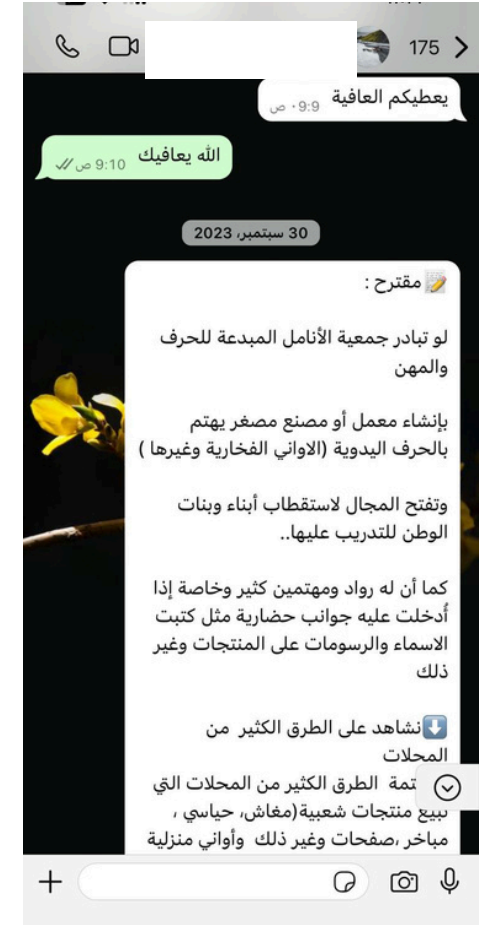 175
يعطيكم العافية
9:9 ص
الله يعافيك
9:10 ص
30 سبتمبر، 2023
📝 مقترح :
لو تبادر جمعية الأنامل المبدعة للحرف
والمهن
بإنشاء معمل أو مصنع مصغر يهتم
بالحرف اليدوية (الاواني الفخارية وغيرها )
وتفتح المجال لاستقطاب أبناء وبنات
الوطن للتدريب عليها..
كما أن له رواد ومهتمين كثير وخاصة إذا
أدخلت عليه جوانب حضارية مثل كتبت
الاسماء والرسومات على المنتجات وغير
ذلك
⬇️نشاهد على الطرق الكثير من
المحلات
الطرق الكثير من المحلات التي
تبيع منتجات شعبية(مغاش، حياسي ،
مباخر ،صفحات وغير ذلك وأواني منزلية